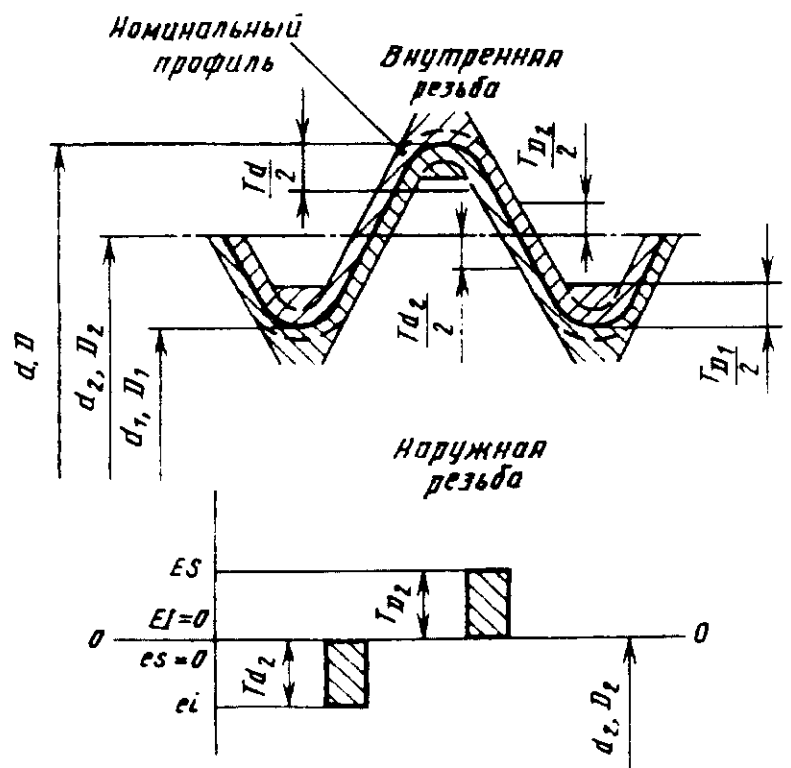 Номинальный
профиль
Внутренняя
резьба
Td/2
TD₂/2
Td₂/2
TD₁/2
d, D
d₂, D₂
d₁, D₁
Наружная
резьба
ES
EI=0
0
es=0
ei
Td₂
TD₂
0
d₂, D₂